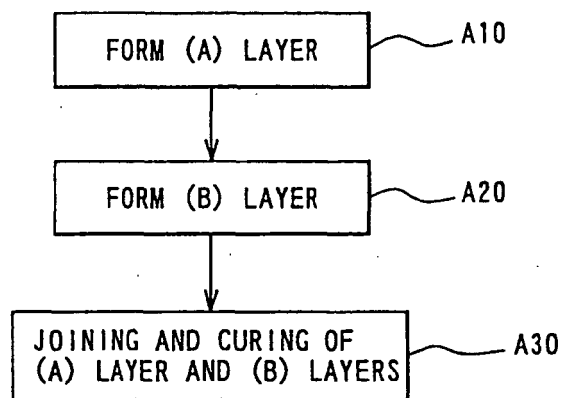 FORM (A) LAYER
A10
FORM (B) LAYER
A20
JOINING AND CURING OF
(A) LAYER AND (B) LAYERS
A30